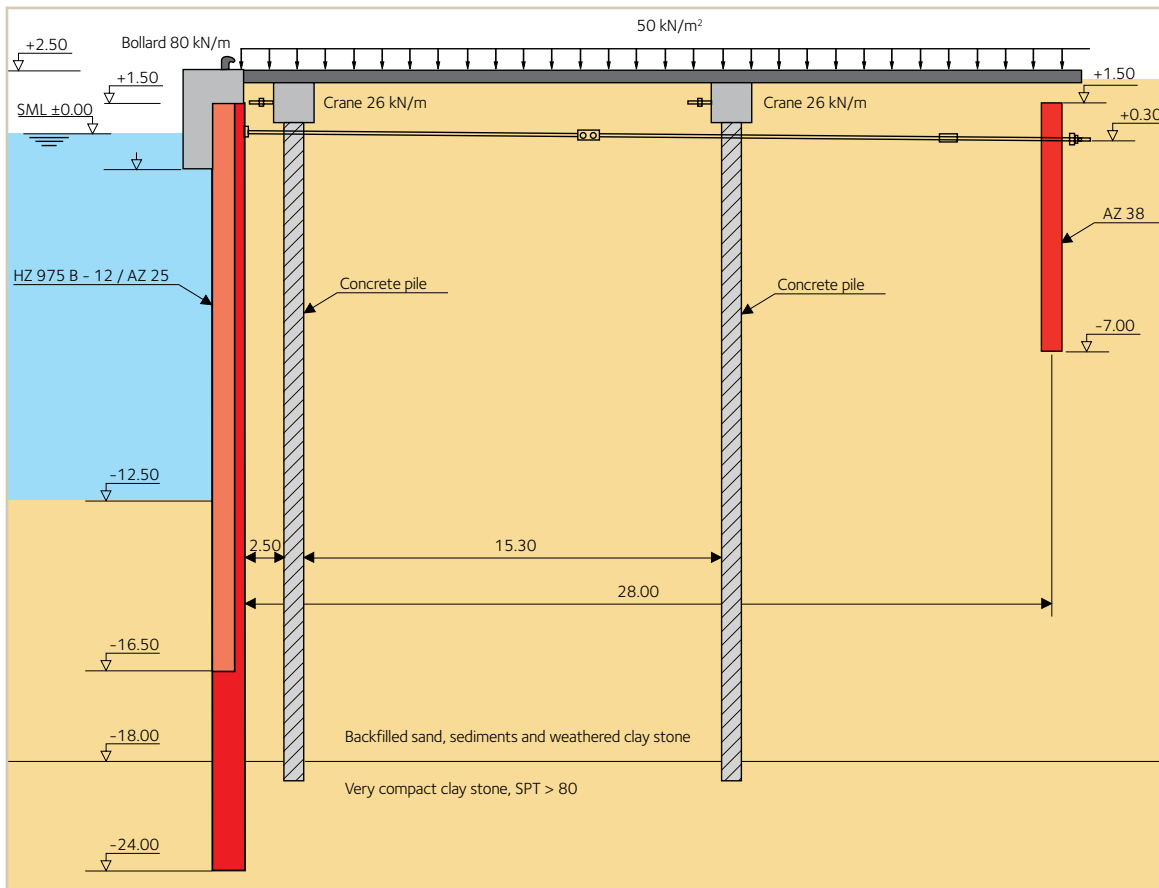 50 kN/m²
Bollard 80 kN/m
+2.50
+1.50
+1.50
Crane 26 kN/m
Crane 26 kN/m
SML ±0.00
+0.30
AZ 38
HZ 975 B - 12 / AZ 25
Concrete pile
Concrete pile
-7.00
-12.50
2.50
15.30
28.00
-16.50
-18.00
Backfilled sand, sediments and weathered clay stone
Very compact clay stone, SPT > 80
-24.00